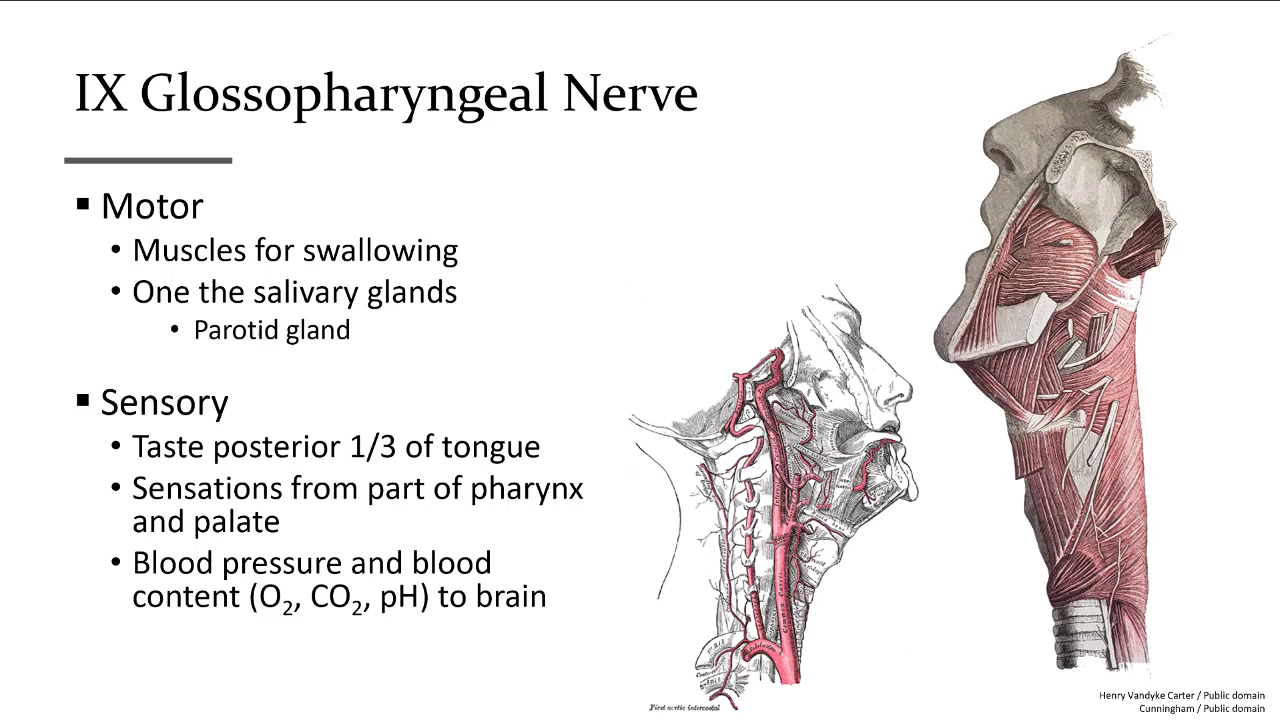 IX Glossopharyngeal Nerve
▪ Motor
• Muscles for swallowing
• One the salivary glands
• Parotid gland
▪ Sensory
• Taste posterior 1/3 of tongue
• Sensations from part of pharynx
and palate
• Blood pressure and blood
content (O₂, CO₂, pH) to brain
First aortic intercostal
Henry Vandyke Carter / Public domain
Cunningham / Public domain